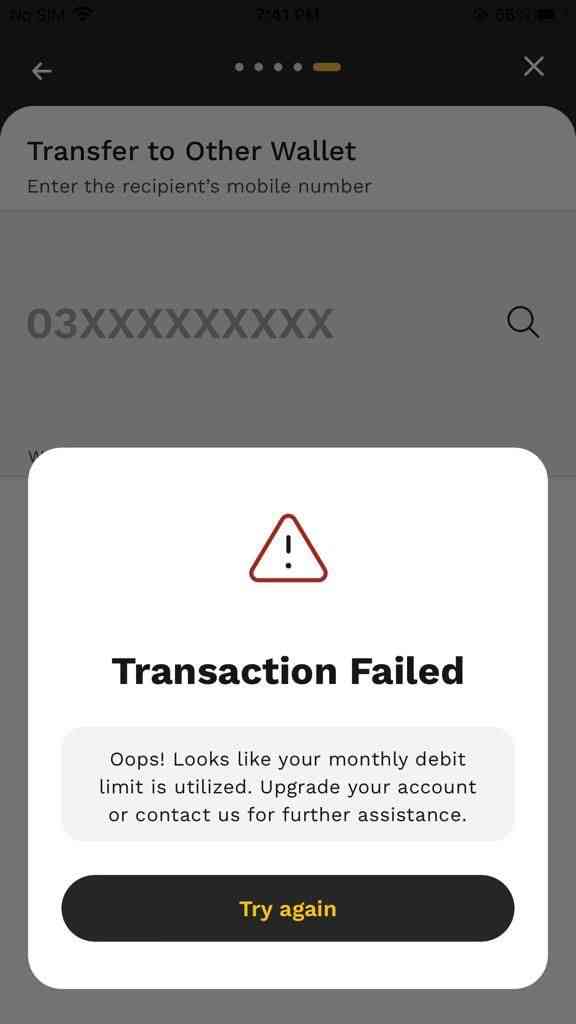 No SIM
7:41 PM
Transfer to Other Wallet
Enter the recipient's mobile number
03XXXXXXXXX
Transaction Failed
Oops! Looks like your monthly debit
limit is utilized. Upgrade your account
or contact us for further assistance.
Try again